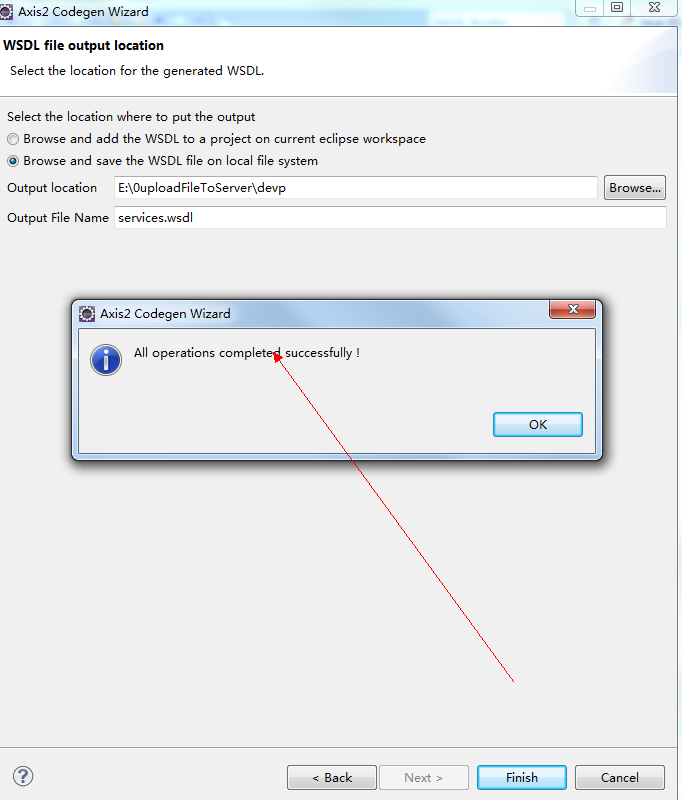 Axis2 Codegen Wizard
WSDL file output location
Select the location for the generated WSDL.
Select the location where to put the output
Browse and add the WSDL to a project on current eclipse workspace
Browse and save the WSDL file on local file system
Output location E:\0uploadFileToServer\devp Browse...
Output File Name services.wsdl
Axis2 Codegen Wizard
All operations completed successfully !
OK
? < Back Next > Finish Cancel